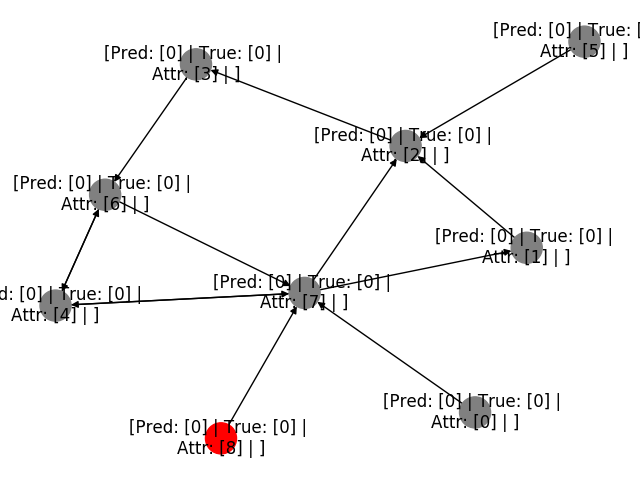 [Pred: [0] | True: [
Attr: [5] | ]
[Pred: [0] | True: [0] |
Attr: [3] | ]
[Pred: [0] | True: [0] |
Attr: [2] | ]
[Pred: [0] | True: [0] |
Attr: [6] | ]
[Pred: [0] | True: [0] |
Attr: [1] | ]
[Pred: [0] | True: [0] |
Attr: [7] | ]
d: [0] | True: [0] |
Attr: [4] | ]
[Pred: [0] | True: [0] |
Attr: [0] | ]
[Pred: [0] | True: [0] |
Attr: [8] | ]